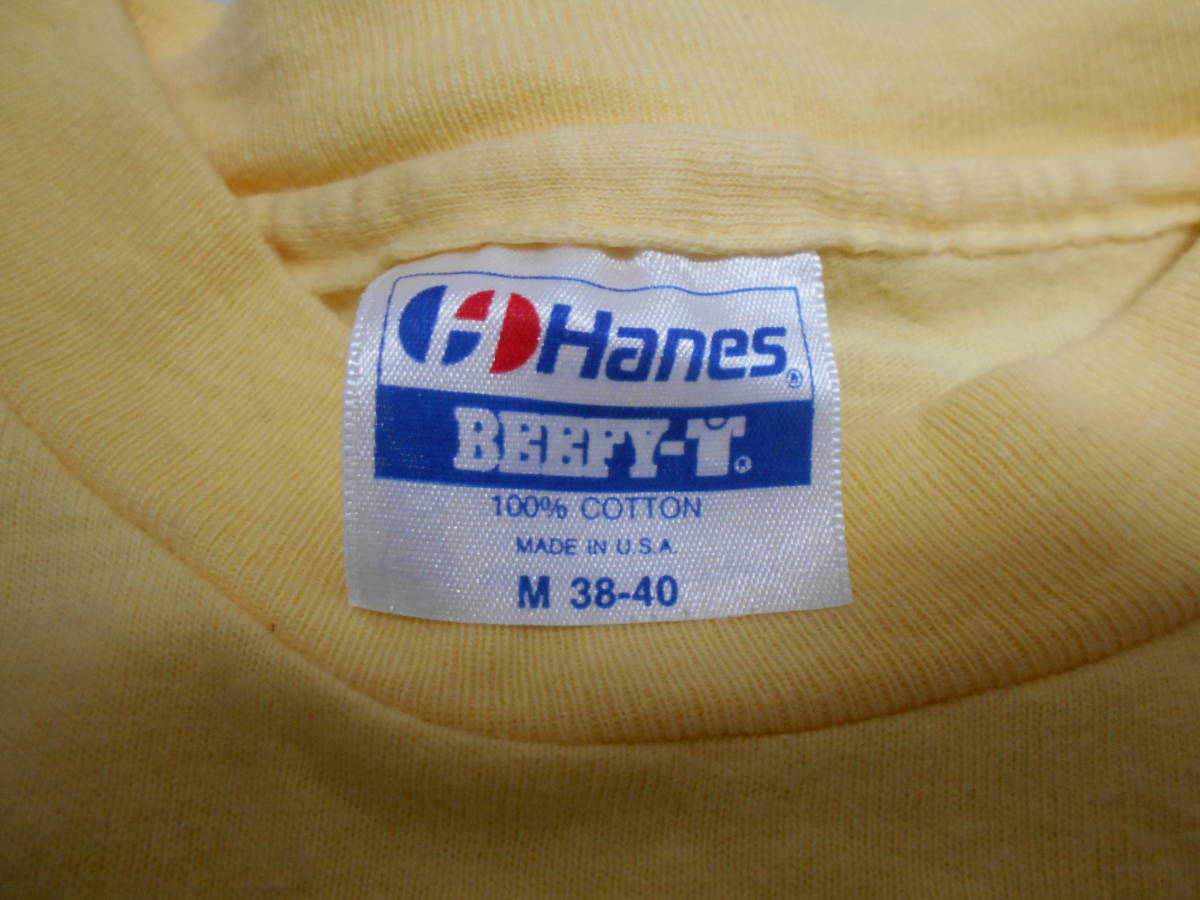 Hanes®
BEEFY-T®
100% COTTON
MADE IN U.S.A.
M 38-40